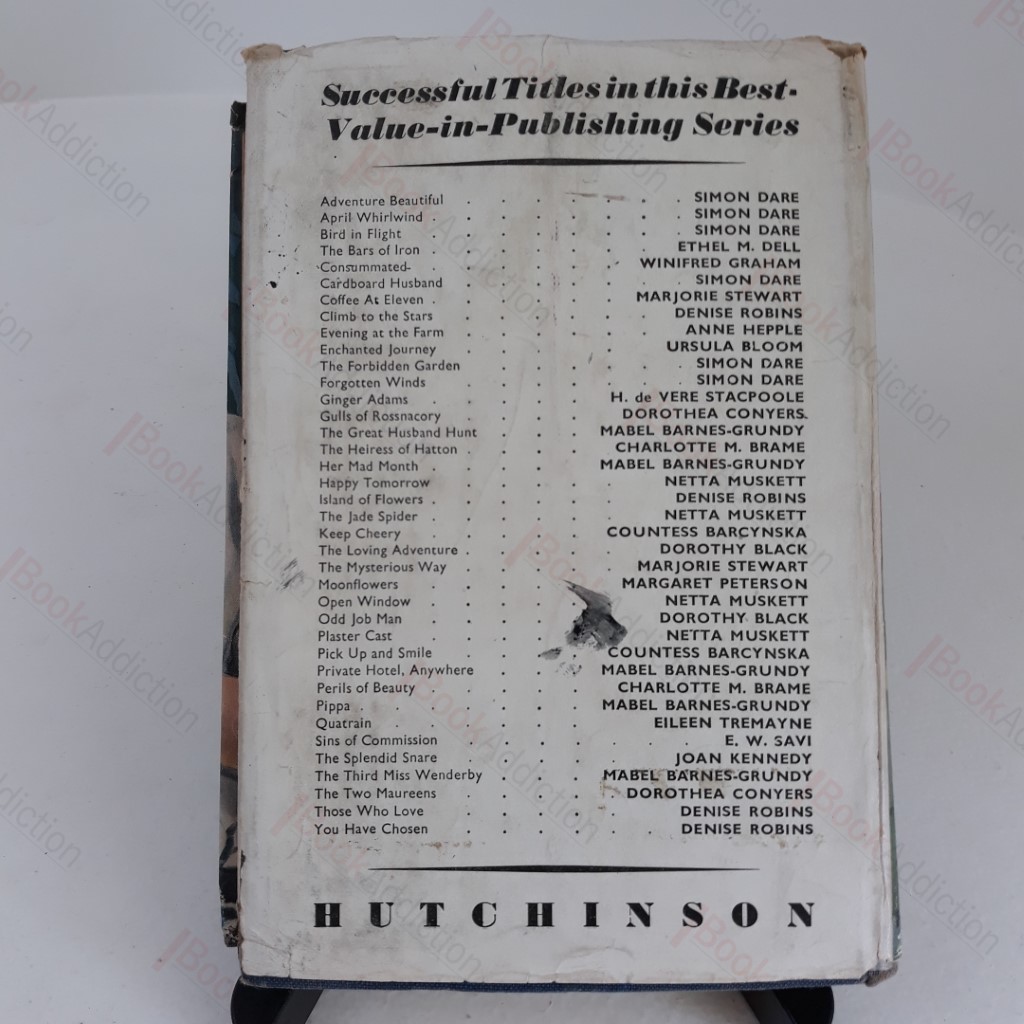 Successful Titles in this Best-
Value-in-Publishing Series
Adventure Beautiful . . . . . . . SIMON DARE
April Whirlwind . . . . . . . . SIMON DARE
Bird in Flight . . . . . . . . SIMON DARE
The Bars of Iron . . . . . . . ETHEL M. DELL
Consummated . . . . . . WINIFRED GRAHAM
Cardboard Husband . . . . . . . SIMON DARE
Coffee At Eleven . . . . . . MARJORIE STEWART
Climb to the Stars . . . . . DENISE ROBINS
Evening at the Farm . . . . . . ANNE HEPPLE
Enchanted Journey . . . . . URSULA BLOOM
The Forbidden Garden . . . . . . SIMON DARE
Forgotten Winds . . . . . . . SIMON DARE
Ginger Adams . . . . . H. de VERE STACPOOLE
Gulls of Rossnacory . . . . . DOROTHEA CONYERS.
The Great Husband Hunt . . . MABEL BARNES-GRUNDY
The Heiress of Hatton . . . . CHARLOTTE M. BRAME
Her Mad Month . . . . . MABEL BARNES-GRUNDY
Happy Tomorrow . . . . . NETTA MUSKETT
Island of Flowers . . . . . . DENISE ROBINS
The Jade Spider . . . . . . NETTA MUSKETT
Keep Cheery . . . . . COUNTESS BARCYNSKA
The Loving Adventure . . . . . DOROTHY BLACK
The Mysterious Way . . . . . MARJORIE STEWART
Moonflowers . . . . . MARGARET PETERSON
Open Window . . . . . NETTA MUSKETT
Odd Job Man . . . . . DOROTHY BLACK
Plaster Cast . . . . . NETTA MUSKETT
Pick Up and Smile . . . . COUNTESS BARCYNSKA
Private Hotel, Anywhere . . . MABEL BARNES-GRUNDY
Perils of Beauty . . . . . CHARLOTTE M. BRAME
Pippa . . . . . . . MABEL BARNES-GRUNDY
Quatrain . . . . . . EILEEN TREMAYNE
Sins of Commission . . . . . . . E. W. SAVI
The Splendid Snare . . . . . JOAN KENNEDY
The Third Miss Wenderby . . . MABEL BARNES-GRUNDY
The Two Maureens . . . . . DOROTHEA CONYERS
Those Who Love . . . . . DENISE ROBINS
You Have Chosen . . . . . . DENISE ROBINS
HUTCHINSON
BookAddiction